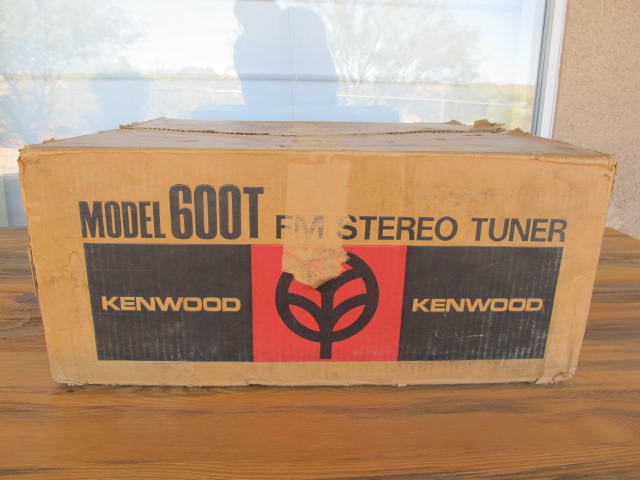 MODEL 600T FM STEREO TUNER
KENWOOD KENWOOD